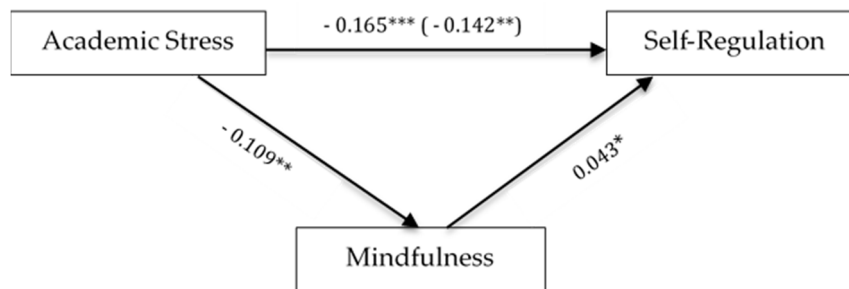 - 0.165*** ( - 0.142**)
Academic Stress
Self-Regulation
- 0.109**
0.043*
Mindfulness